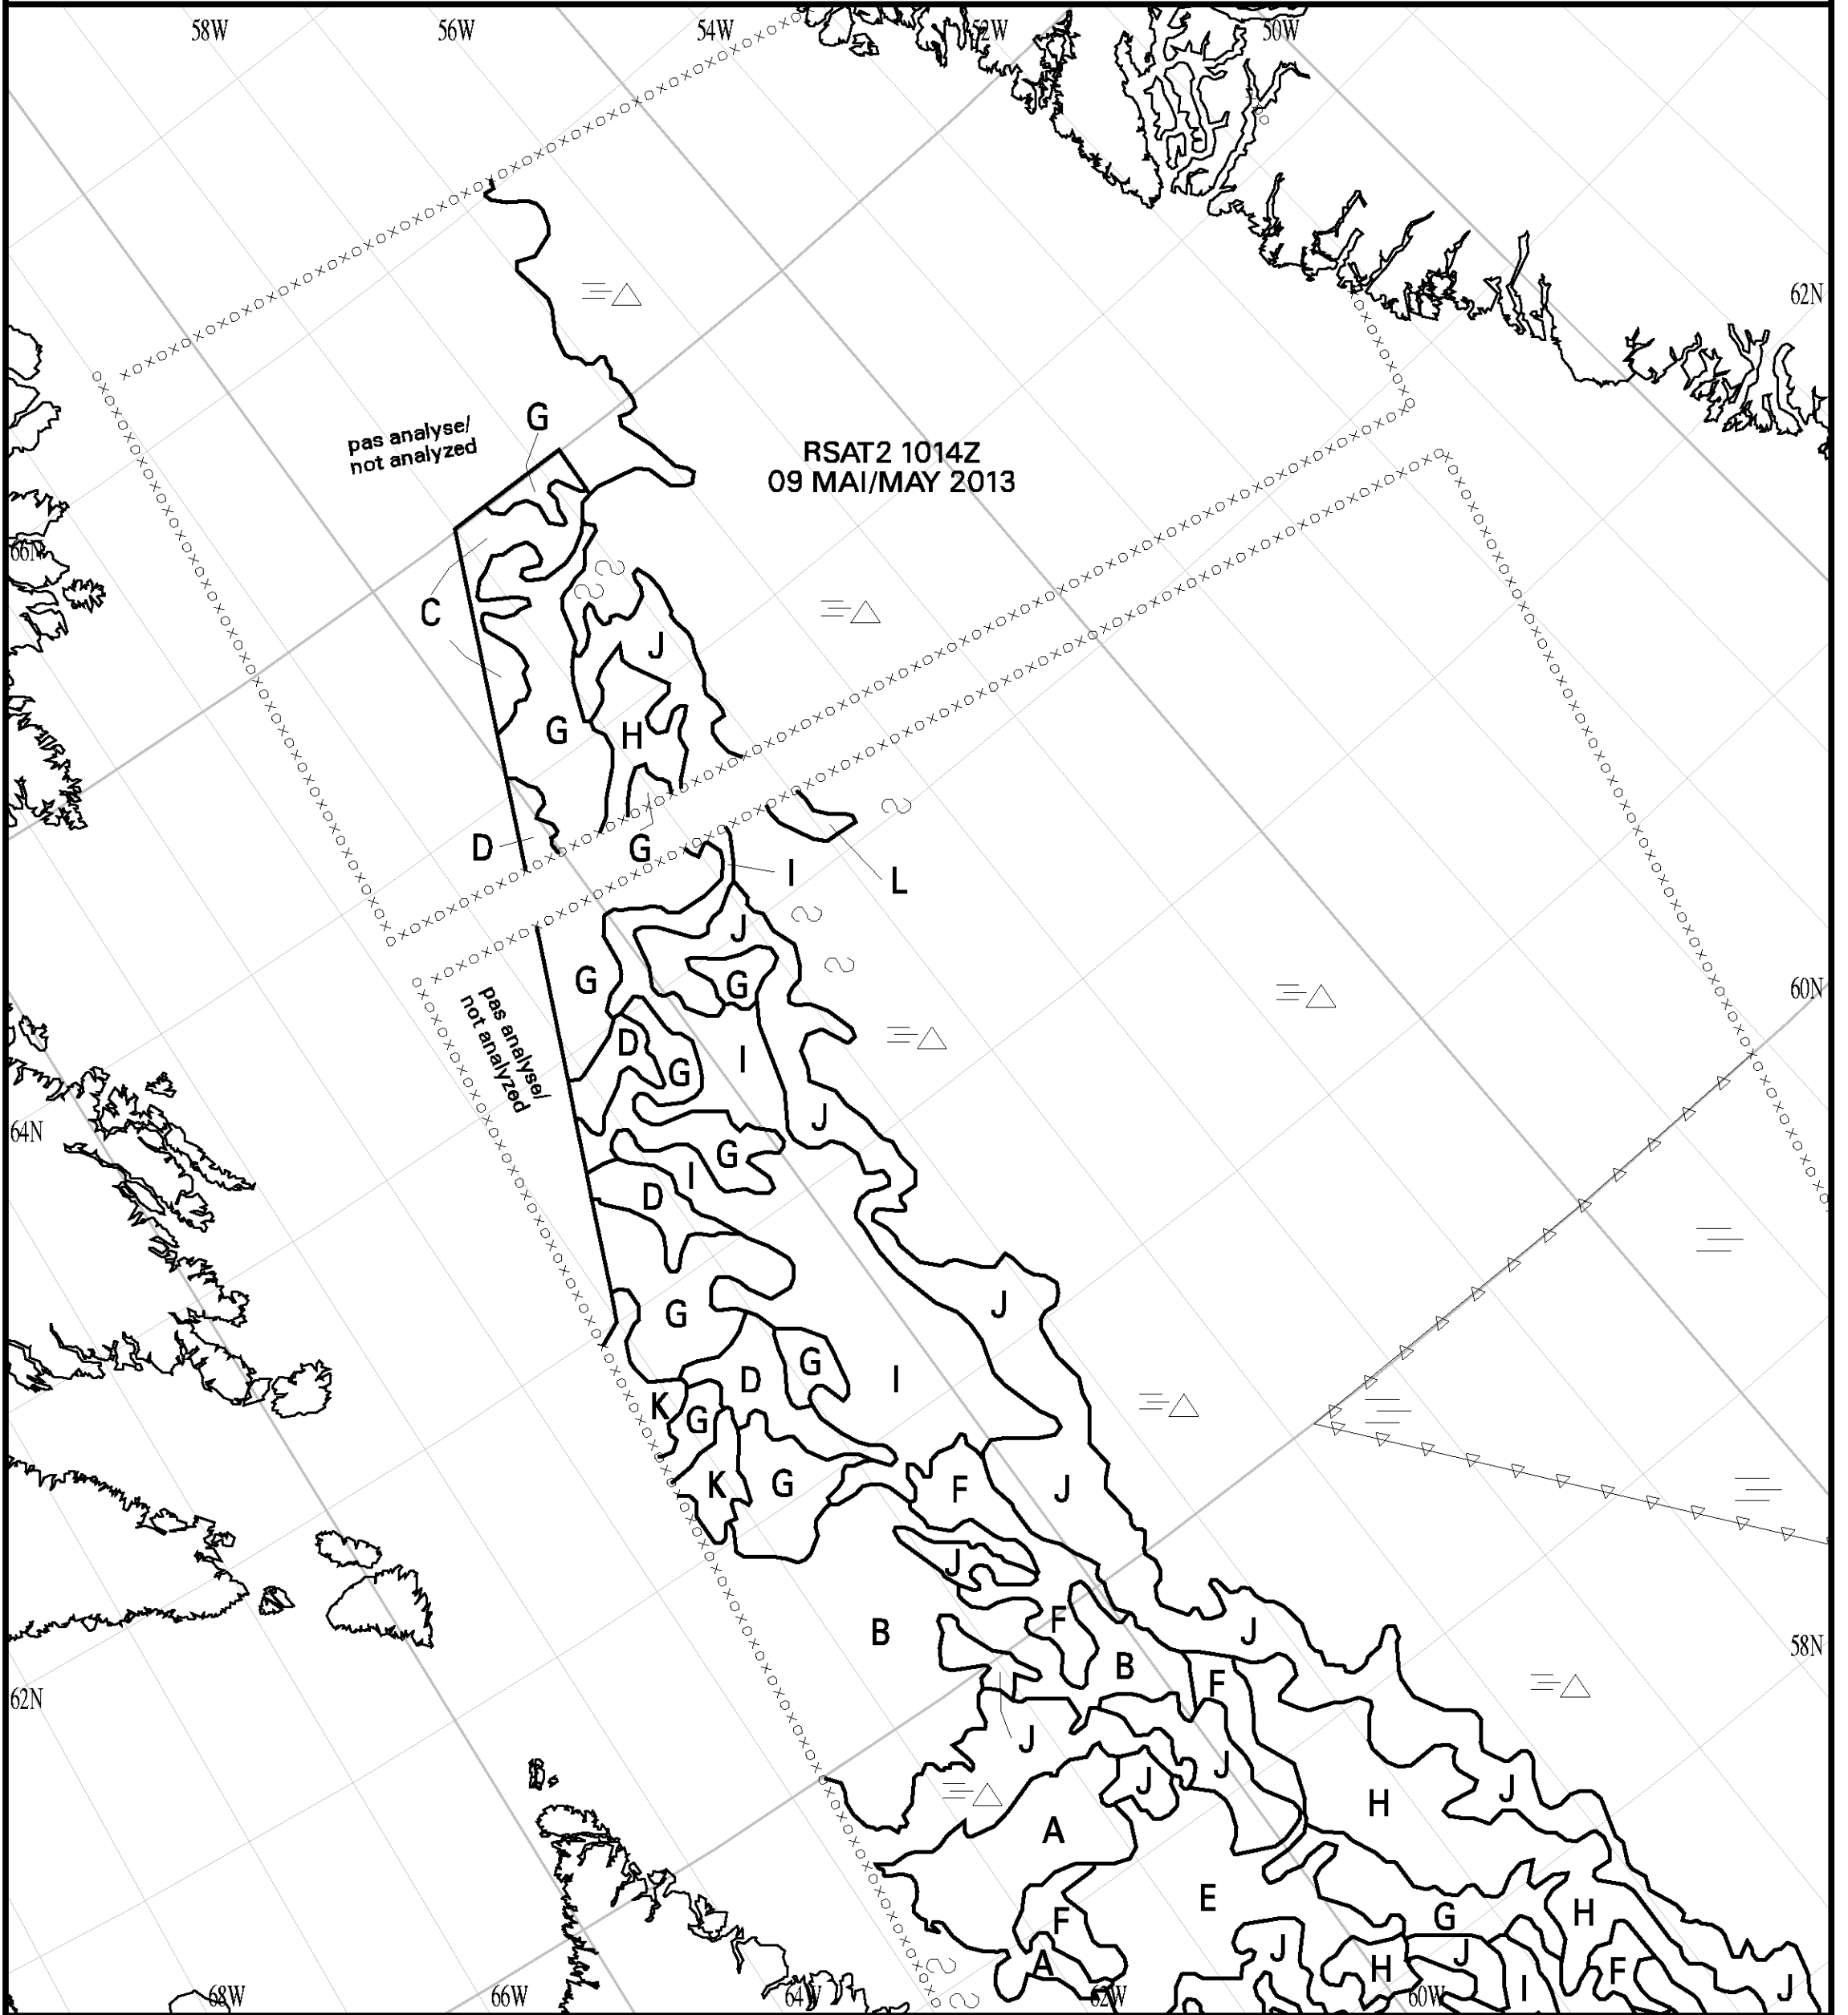 58W 56W 54W 52W 50W
62N
G
pas analyse/
not analyzed
RSAT2 1014Z
09 MAI/MAY 2013
66N
C
J
G H
D G I L
J
G G
60N
pas analyse/
not analyzed
D G I
J
64N
G
D I
J
G
G
D I
K G
K G F J
J
B F J
B F
58N
62N
J J
J J
H
A
E
F G H
J J
A H I F J
68W 66W 64W 62W 60W